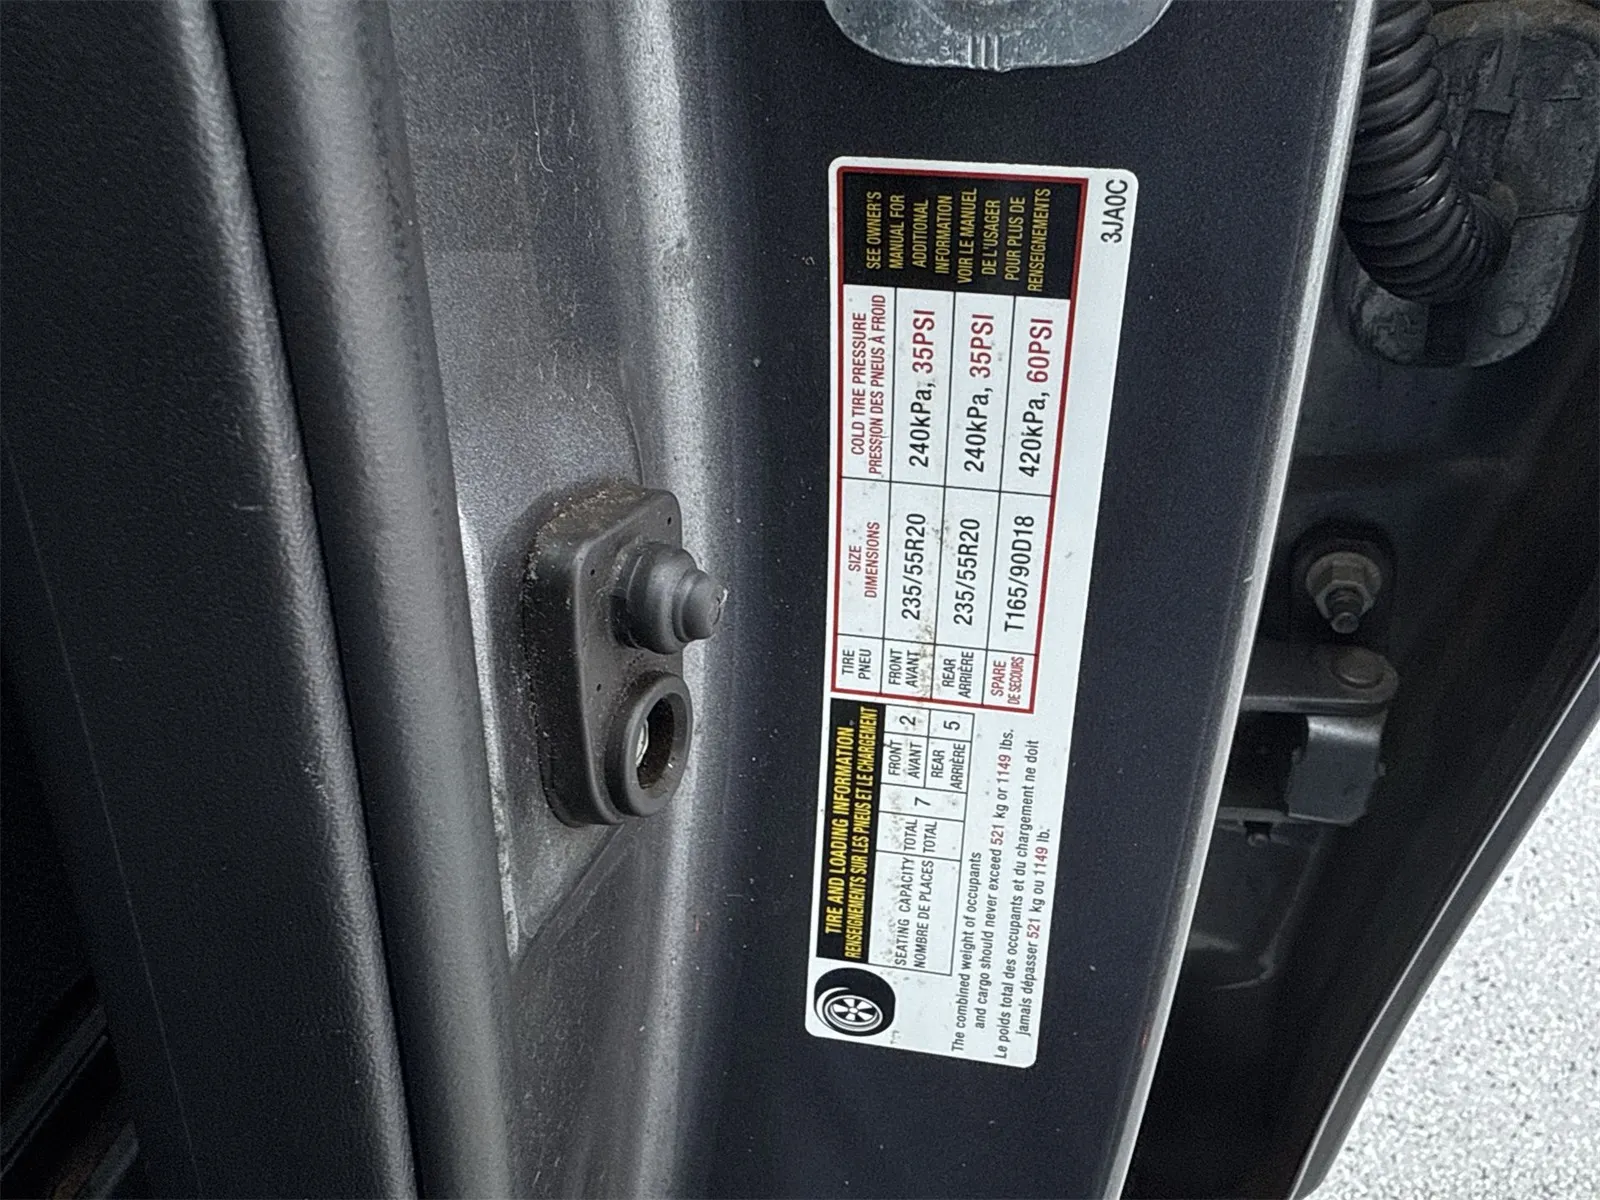 TIRE AND LOADING INFORMATION
RENSEIGNEMENTS SUR LES PNEUS ET LE CHARGEMENT
SEATING CAPACITY TOTAL 7 FRONT 2
NOMBRE DE PLACES TOTAL AVANT
REAR 5
ARRIÈRE
The combined weight of occupants
and cargo should never exceed 521 kg or 1149 lbs.
Le poids total des occupants et du chargement ne doit
jamais dépasser 521 kg ou 1149 lb.
TIRE SIZE COLD TIRE PRESSURE
PNEU DIMENSIONS PRESSION DES PNEUS À FROID
FRONT 235/55R20 240kPa, 35PSI
AVANT
REAR 235/55R20 240kPa, 35PSI
ARRIÈRE
SPARE T165/90D18 420kPa, 60PSI
DE SECOURS
SEE OWNER'S
MANUAL FOR
ADDITIONAL
INFORMATION
VOIR LE MANUEL
DE L'USAGER
POUR PLUS DE
RENSEIGNEMENTS
3JA0C